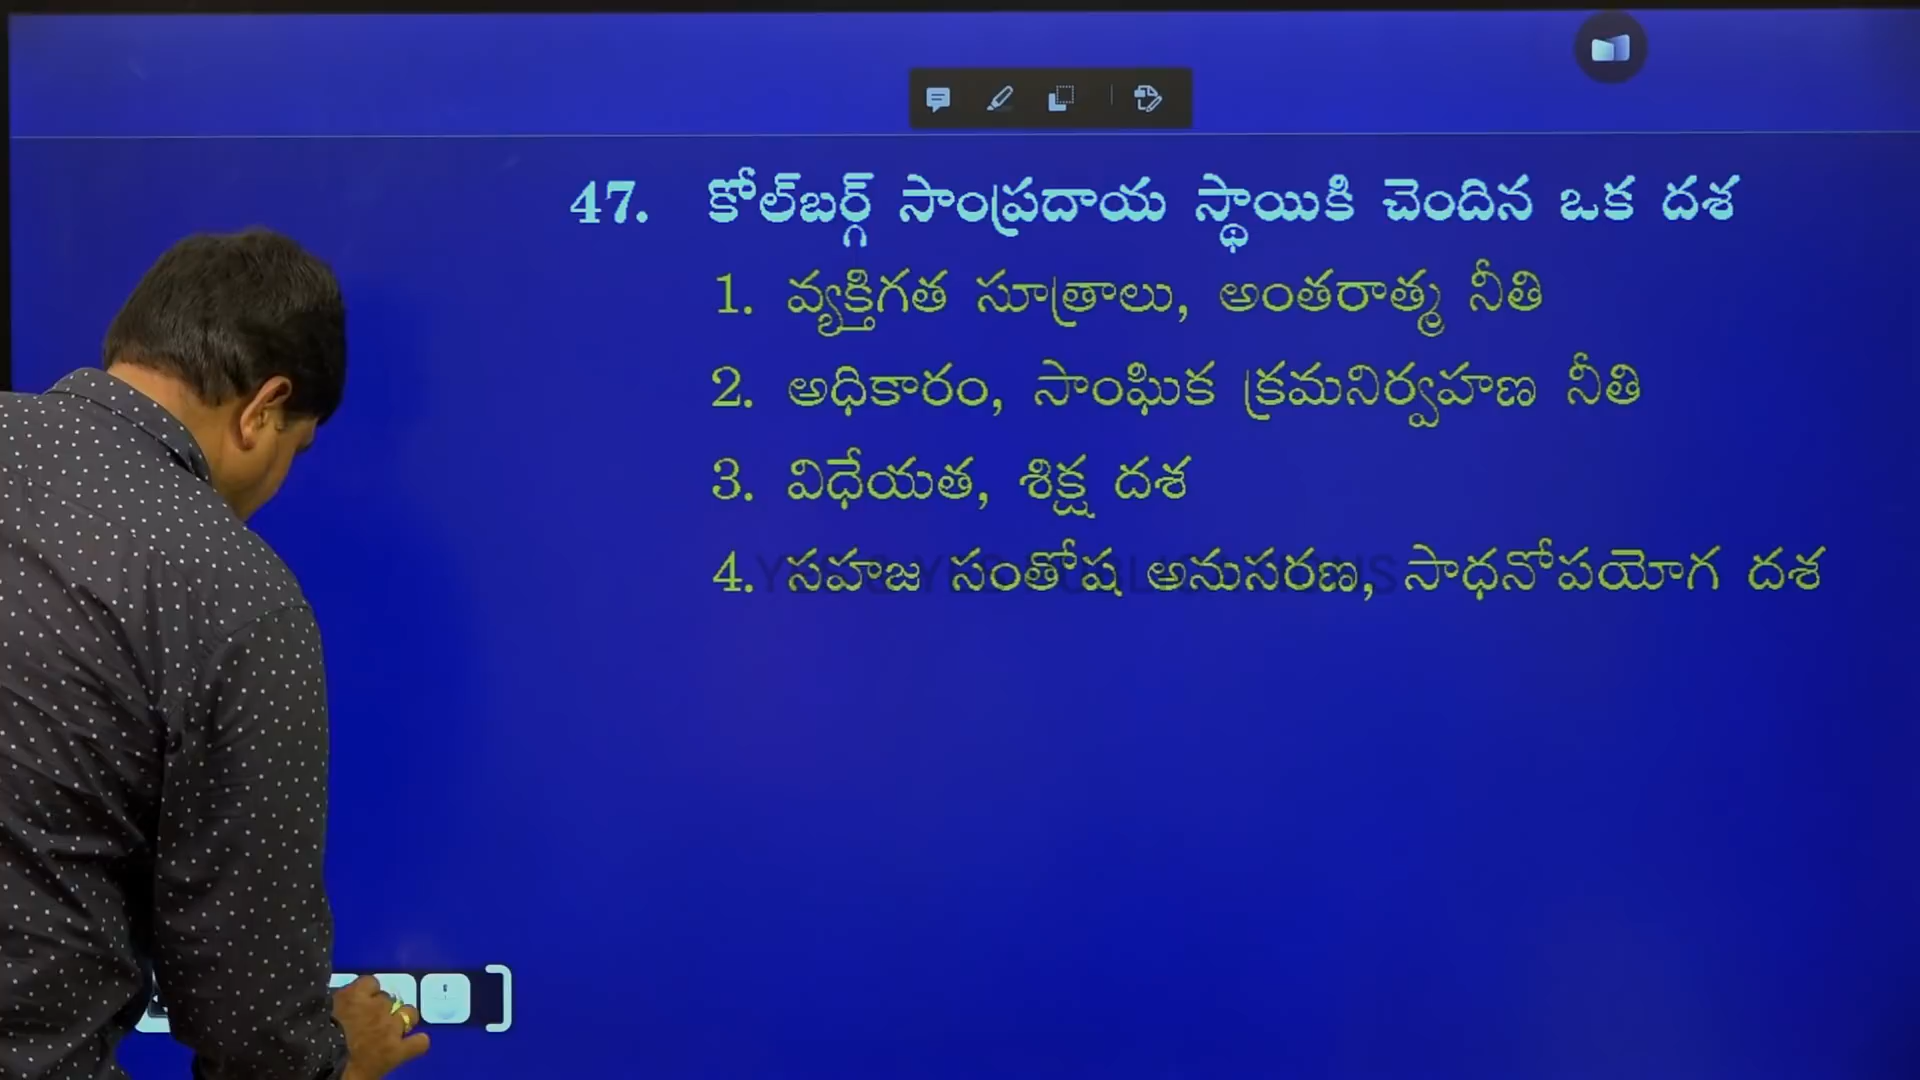 47. కోల్‌బర్గ్ సాంప్రదాయ స్థాయికి చెందిన ఒక దశ
1. వ్యక్తిగత సూత్రాలు, అంతరాత్మ నీతి
2. అధికారం, సాంఘిక క్రమనిర్వహణ నీతి
3. విధేయత, శిక్ష దశ
4. సహజ సంతోష అనుసరణ, సాధనోపయోగ దశ